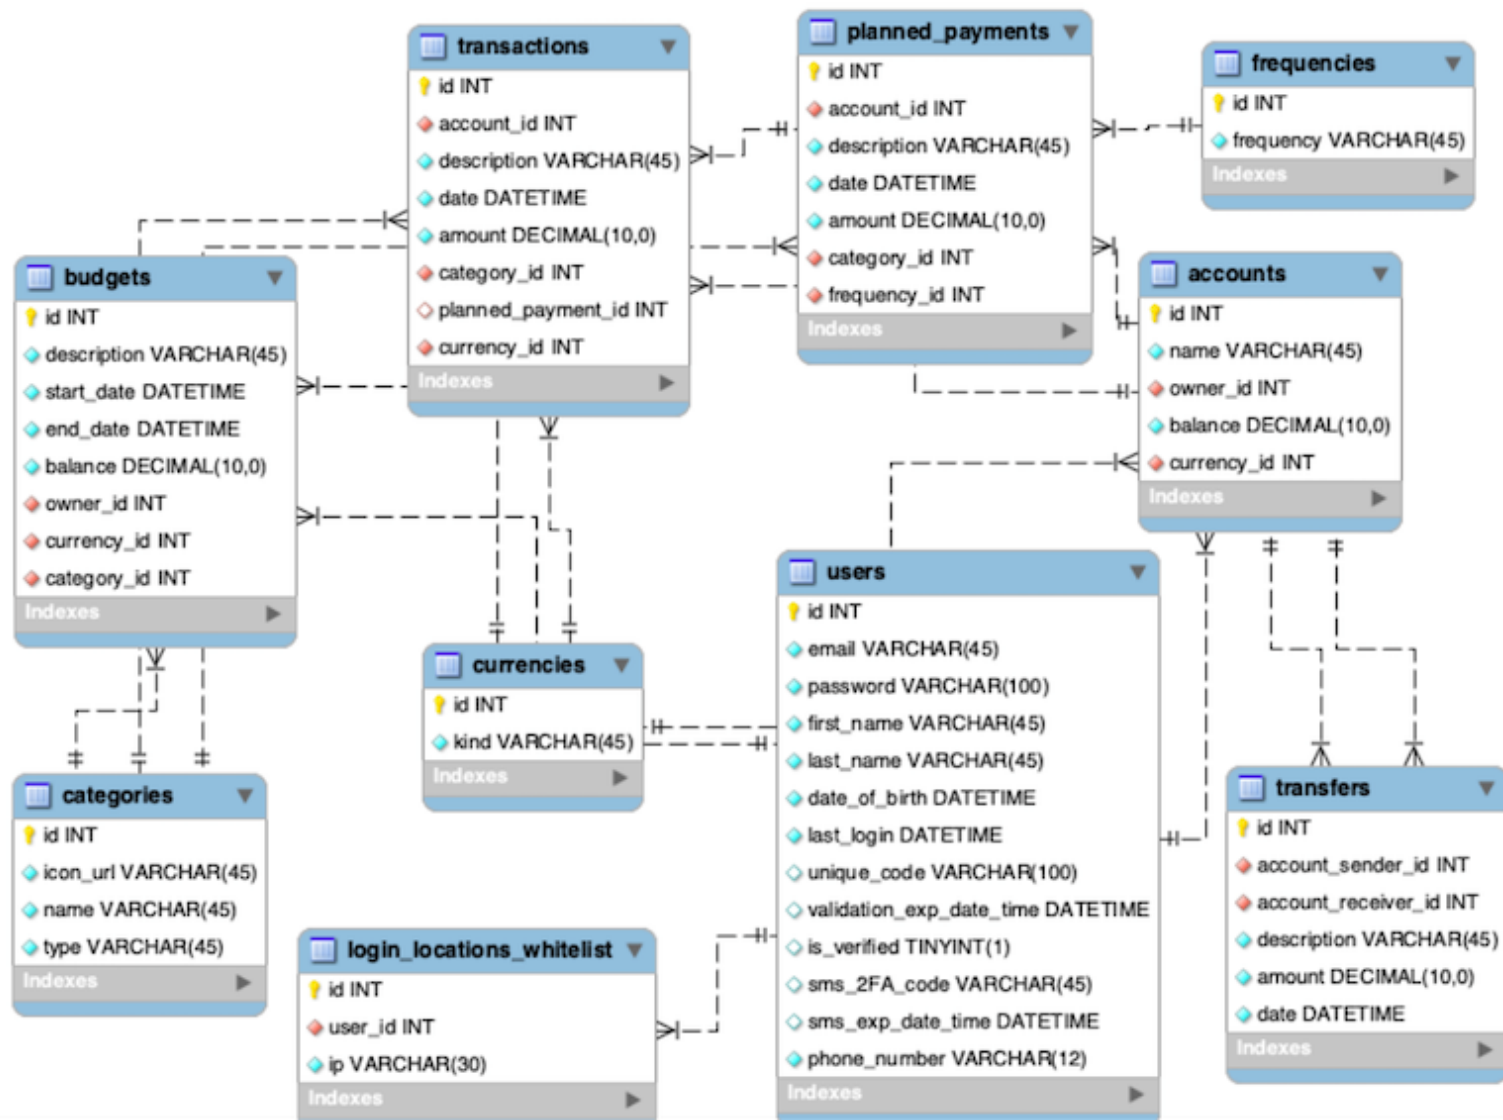 transactions
id INT
account_id INT
description VARCHAR(45)
date DATETIME
amount DECIMAL(10,0)
category_id INT
planned_payment_id INT
currency_id INT
Indexes
planned_payments
id INT
account_id INT
description VARCHAR(45)
date DATETIME
amount DECIMAL(10,0)
category_id INT
frequency_id INT
Indexes
frequencies
id INT
frequency VARCHAR(45)
Indexes
budgets
id INT
description VARCHAR(45)
start_date DATETIME
end_date DATETIME
balance DECIMAL(10,0)
owner_id INT
currency_id INT
category_id INT
Indexes
accounts
id INT
name VARCHAR(45)
owner_id INT
balance DECIMAL(10,0)
currency_id INT
Indexes
currencies
id INT
kind VARCHAR(45)
Indexes
users
id INT
email VARCHAR(45)
password VARCHAR(100)
first_name VARCHAR(45)
last_name VARCHAR(45)
date_of_birth DATETIME
last_login DATETIME
unique_code VARCHAR(100)
validation_exp_date_time DATETIME
is_verified TINYINT(1)
sms_2FA_code VARCHAR(45)
sms_exp_date_time DATETIME
phone_number VARCHAR(12)
Indexes
categories
id INT
icon_url VARCHAR(45)
name VARCHAR(45)
type VARCHAR(45)
Indexes
login_locations_whitelist
id INT
user_id INT
ip VARCHAR(30)
Indexes
transfers
id INT
account_sender_id INT
account_receiver_id INT
description VARCHAR(45)
amount DECIMAL(10,0)
date DATETIME
Indexes